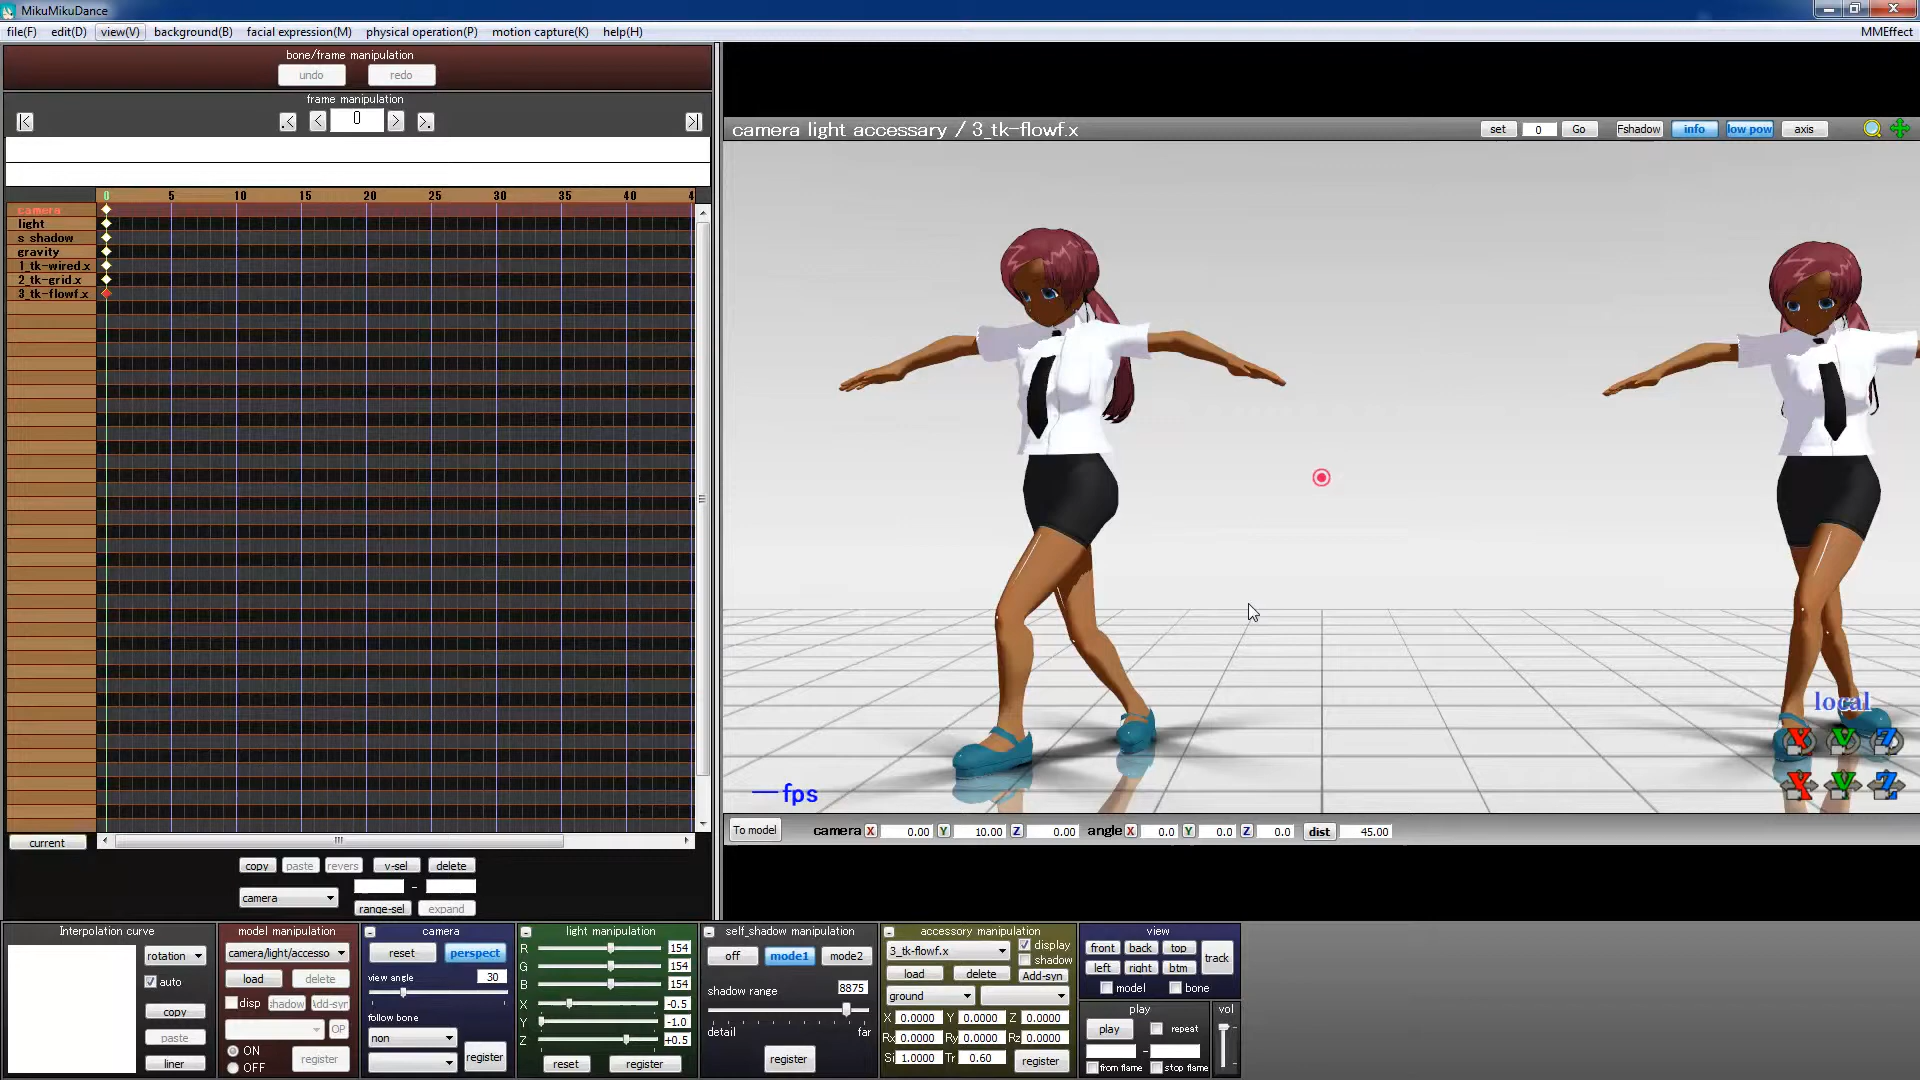 MikuMikuDance
file(F) edit(D) view(V) background(B) facial expression(M) physical operation(P) motion capture(K) help(H) MMEffect
bone/frame manipulation
undo redo
frame manipulation
|< .< < 0 > >. >|
0 5 10 15 20 25 30 35 40 4
camera
light
s shadow
gravity
1_tk-wired.x
2_tk-grid.x
3_tk-flowf.x
current
copy paste revers v-sel delete
camera -
range-sel expand
camera light accessary / 3_tk-flowf.x set 0 Go Fshadow info low pow axis
local
X Y Z
X Y Z
—fps
To model camera X 0.00 Y 10.00 Z 0.00 angle X 0.0 Y 0.0 Z 0.0 dist 45.00
Interpolation curve
rotation
auto
copy
paste
liner
model manipulation
camera/light/accesso
load delete
disp shadow Add-syn
OP
ON
OFF
register
- camera
reset perspect
view angle 30
follow bone
non
register
- light manipulation
R 154
G 154
B 154
X -0.5
Y -1.0
Z +0.5
reset register
- self_shadow manipulation
off mode1 mode2
shadow range 8875
detail far
register
- accessory manipulation
3_tk-flowf.x display
shadow
load delete Add-syn
ground
X 0.0000 Y 0.0000 Z 0.0000
Rx 0.0000 Ry 0.0000 Rz 0.0000
Si 1.0000 Tr 0.60 register
view
front back top
left right btm
track
model bone
play
play repeat
-
from flame stop flame
vol